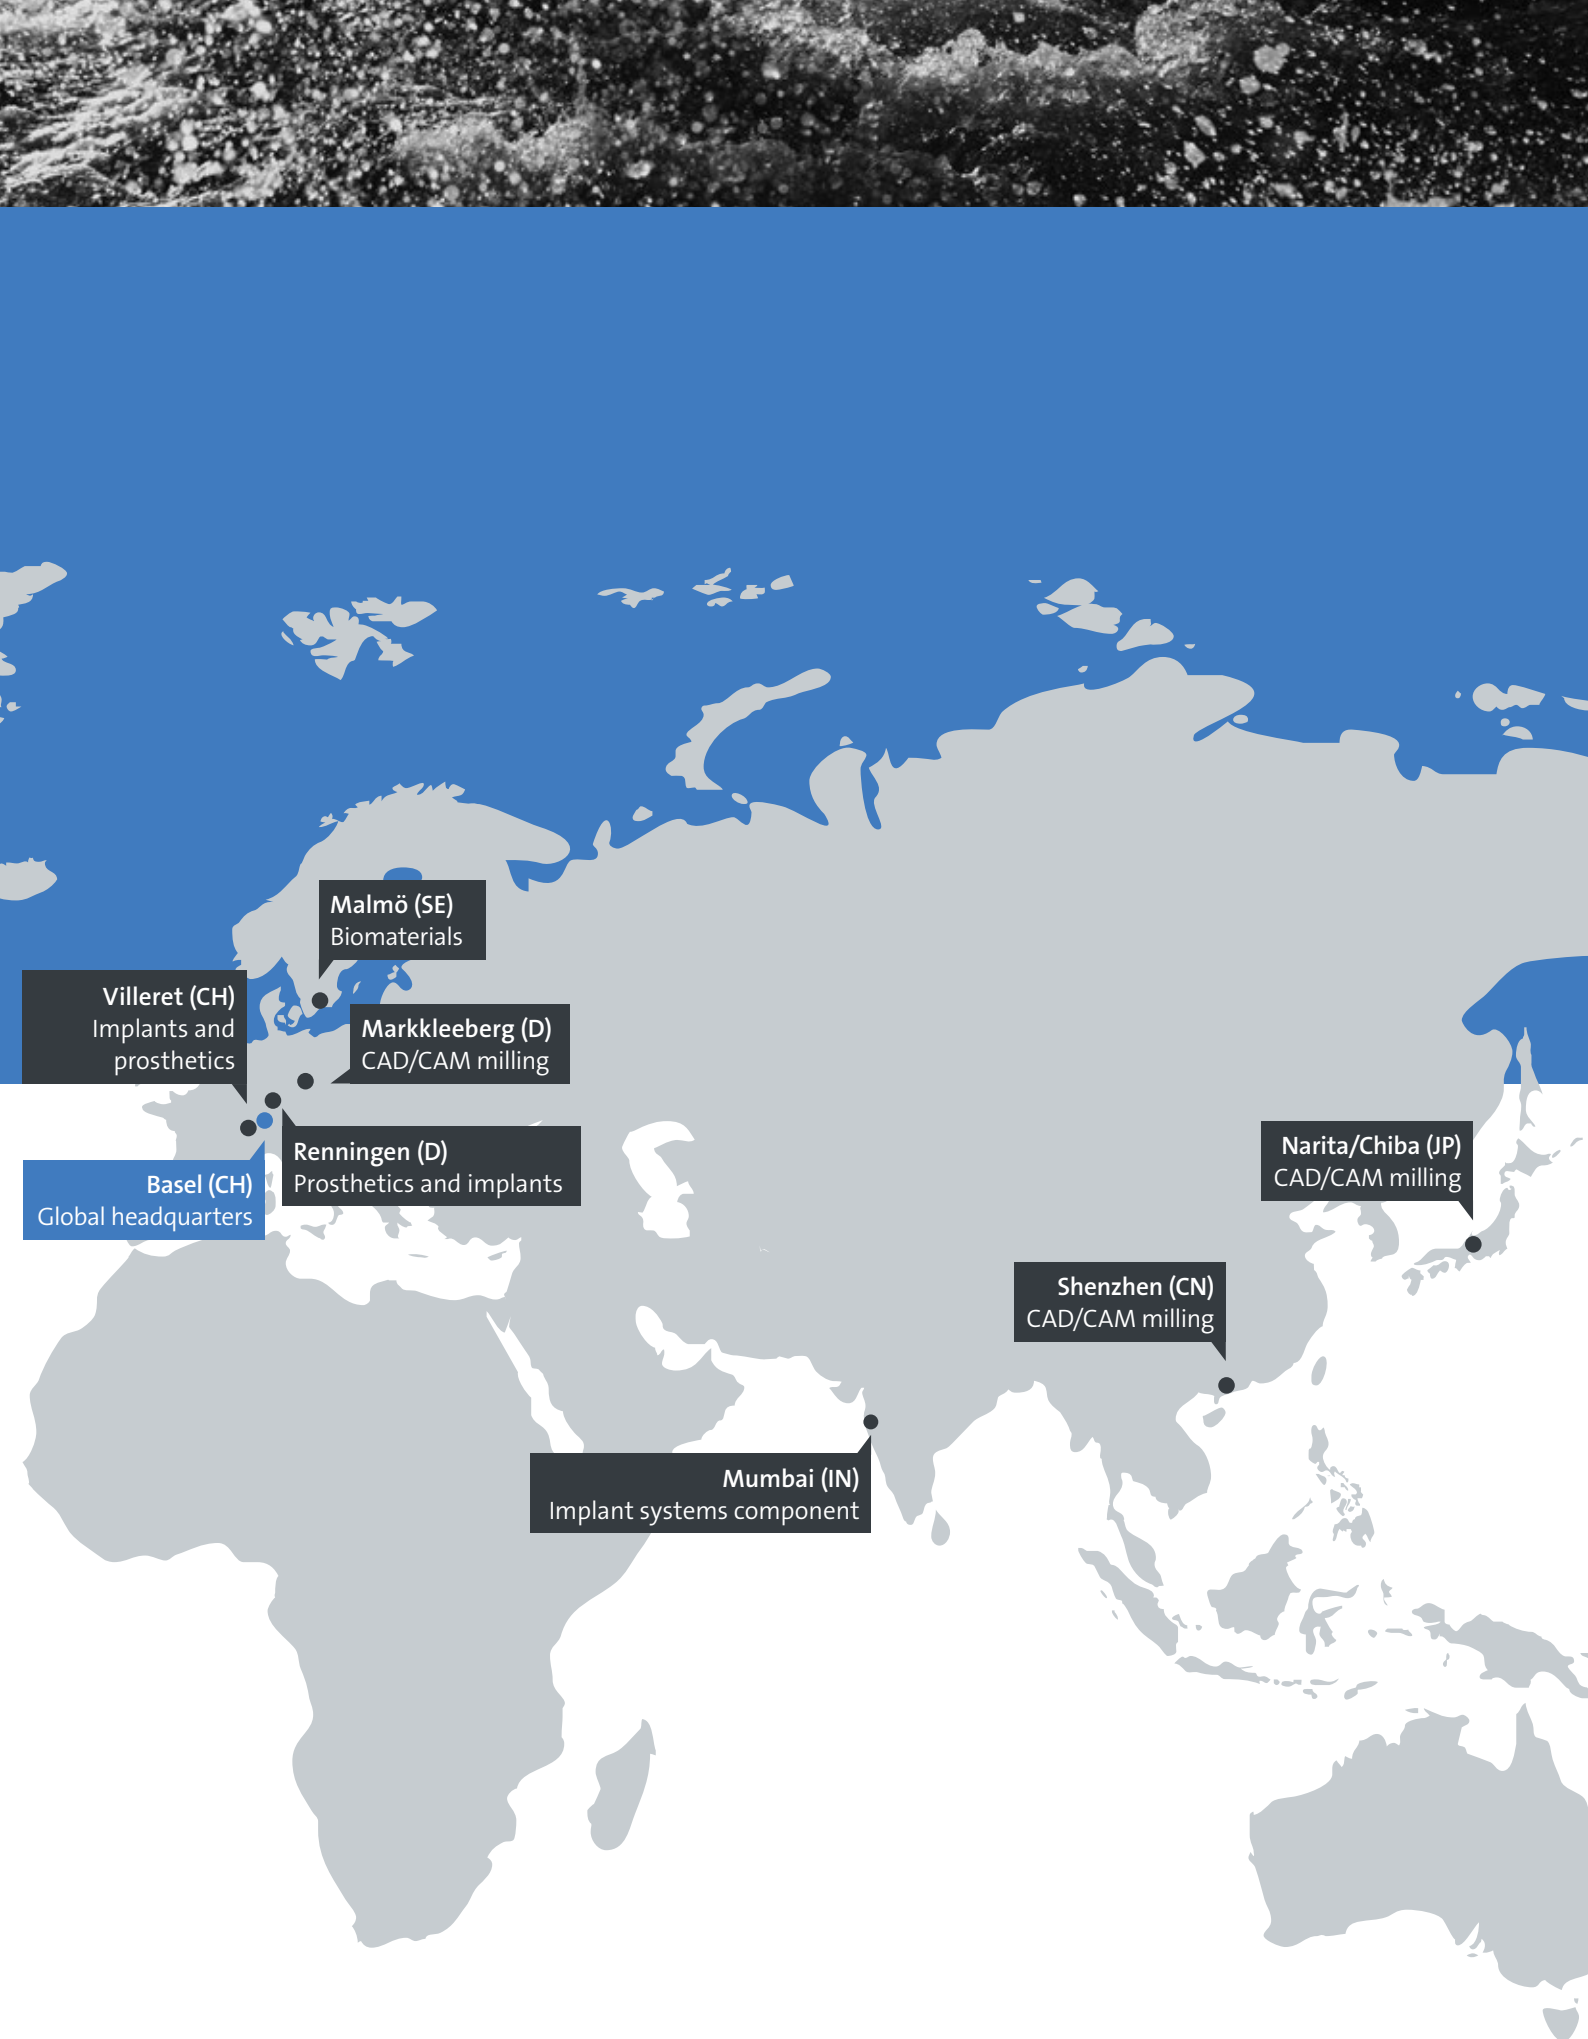 Malmö (SE)
Biomaterials
Villeret (CH)
Implants and
prosthetics
Markkleeberg (D)
CAD/CAM milling
Renningen (D)
Prosthetics and implants
Basel (CH)
Global headquarters
Narita/Chiba (JP)
CAD/CAM milling
Shenzhen (CN)
CAD/CAM milling
Mumbai (IN)
Implant systems component